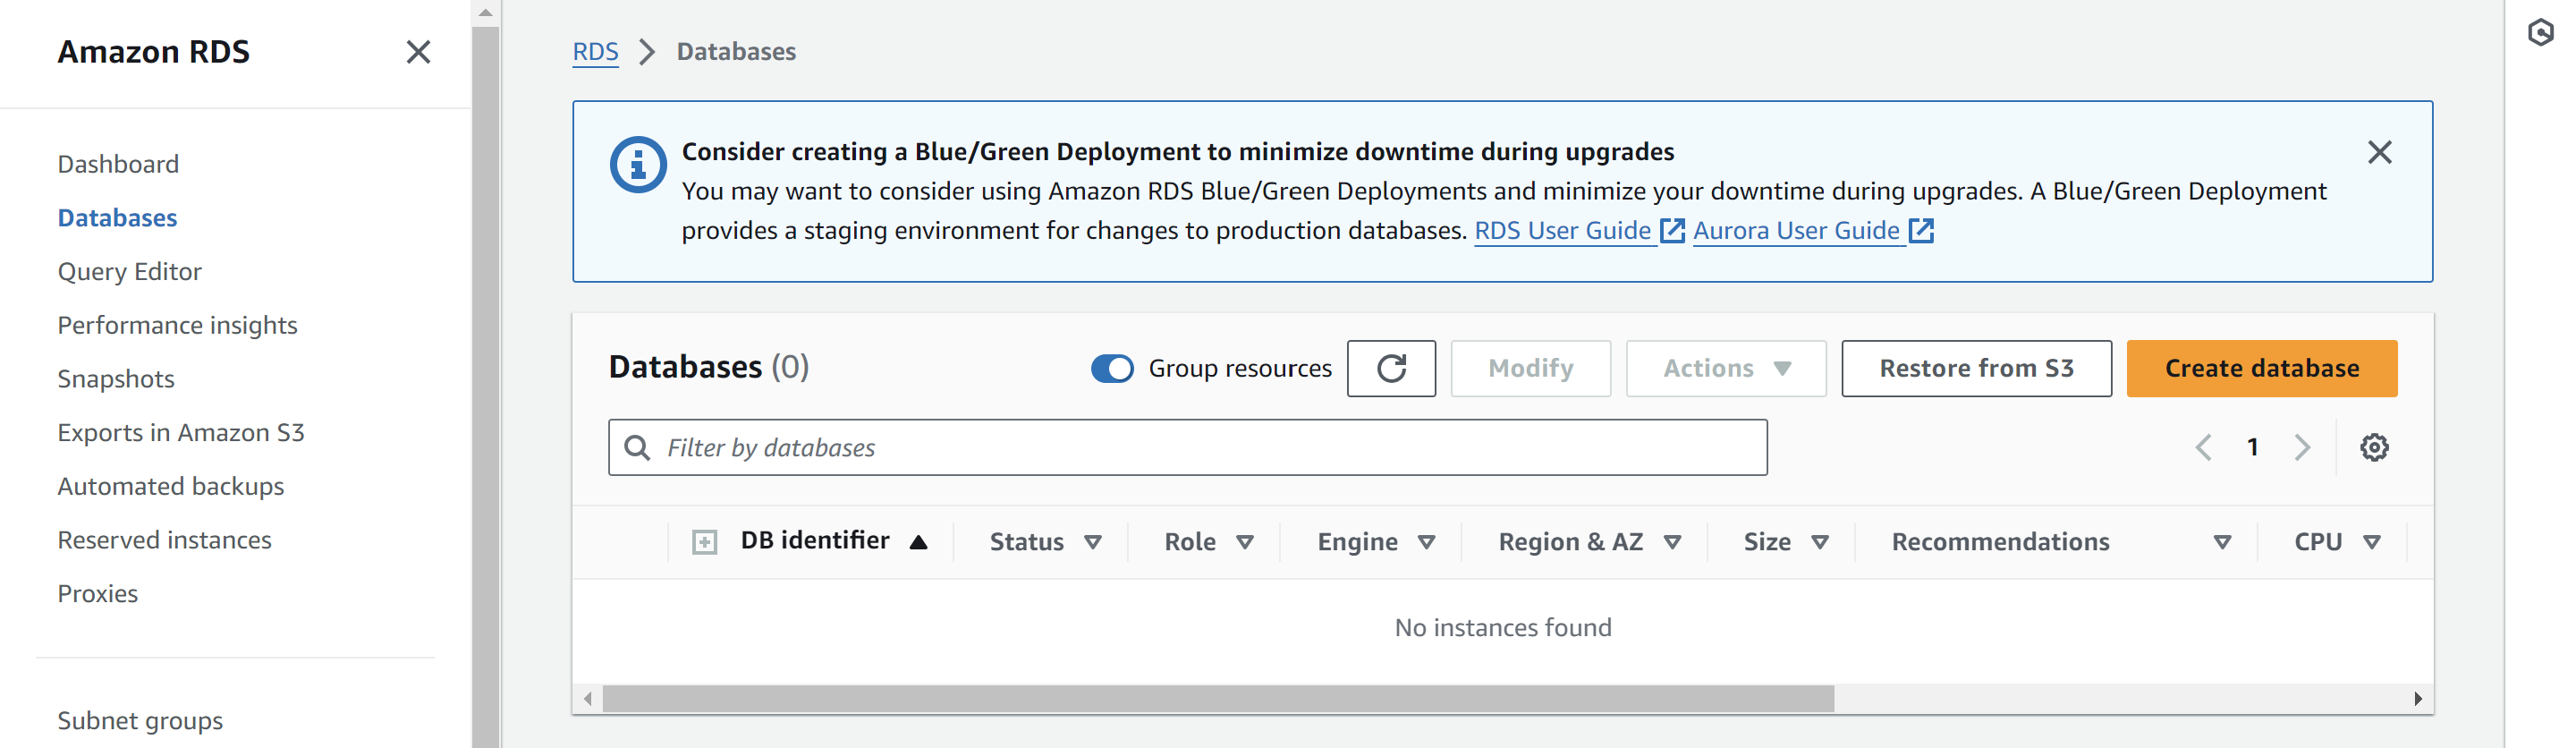 Amazon RDS
Dashboard
Databases
Query Editor
Performance insights
Snapshots
Exports in Amazon S3
Automated backups
Reserved instances
Proxies
Subnet groups
RDS > Databases
Consider creating a Blue/Green Deployment to minimize downtime during upgrades
You may want to consider using Amazon RDS Blue/Green Deployments and minimize your downtime during upgrades. A Blue/Green Deployment
provides a staging environment for changes to production databases. RDS User Guide Aurora User Guide
Databases (0) Group resources Modify Actions Restore from S3 Create database
Filter by databases 1
DB identifier Status Role Engine Region & AZ Size Recommendations CPU
No instances found